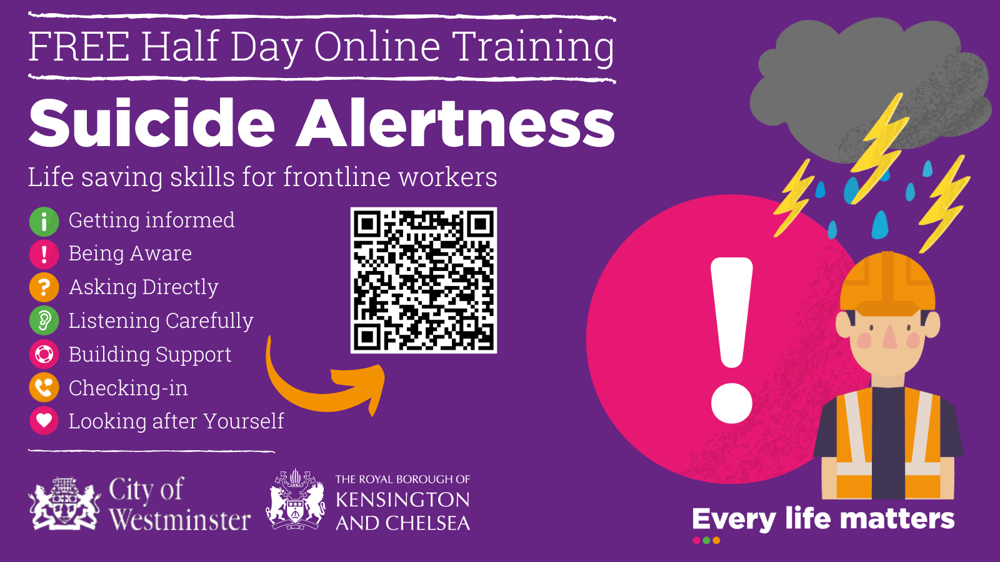 FREE Half Day Online Training
Suicide Alertness
Life saving skills for frontline workers
Getting informed
Being Aware
Asking Directly
Listening Carefully
Building Support
Checking-in
Looking after Yourself
City of
Westminster
THE ROYAL BOROUGH OF
KENSINGTON
AND CHELSEA
Every life matters